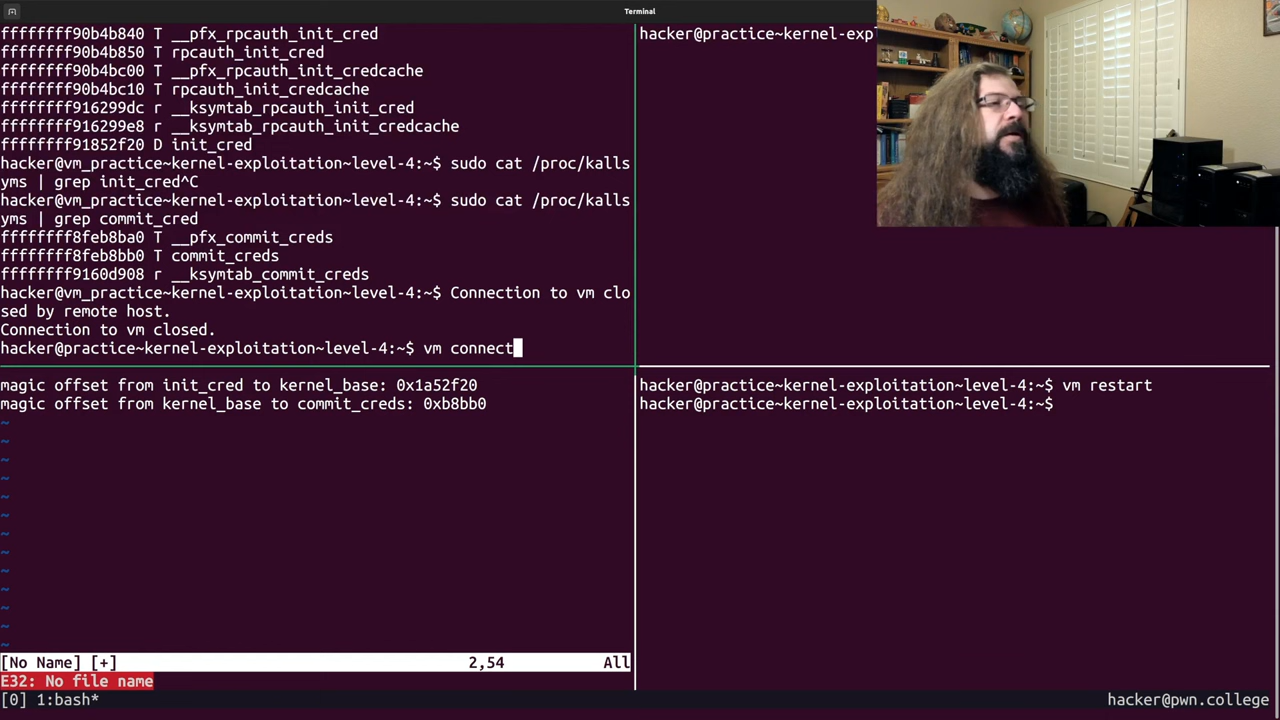 Terminal
ffffffff90b4b840 T __pfx_rpcauth_init_cred
ffffffff90b4b850 T rpcauth_init_cred
ffffffff90b4bc00 T __pfx_rpcauth_init_credcache
ffffffff90b4bc10 T rpcauth_init_credcache
ffffffff916299dc r __ksymtab_rpcauth_init_cred
ffffffff916299e8 r __ksymtab_rpcauth_init_credcache
ffffffff91852f20 D init_cred
hacker@vm_practice~kernel-exploitation~level-4:~$ sudo cat /proc/kalls
yms | grep init_cred^C
hacker@vm_practice~kernel-exploitation~level-4:~$ sudo cat /proc/kalls
yms | grep commit_cred
ffffffff8feb8ba0 T __pfx_commit_creds
ffffffff8feb8bb0 T commit_creds
ffffffff9160d908 r __ksymtab_commit_creds
hacker@vm_practice~kernel-exploitation~level-4:~$ Connection to vm clo
sed by remote host.
Connection to vm closed.
hacker@practice~kernel-exploitation~level-4:~$ vm connect
hacker@practice~kernel-exp
magic offset from init_cred to kernel_base: 0x1a52f20
magic offset from kernel_base to commit_creds: 0xb8bb0
~
~
~
~
~
~
~
~
~
~
~
~
~
[No Name] [+] 2,54 All
E32: No file name
hacker@practice~kernel-exploitation~level-4:~$ vm restart
hacker@practice~kernel-exploitation~level-4:~$
[0] 1:bash* hacker@pwn.college